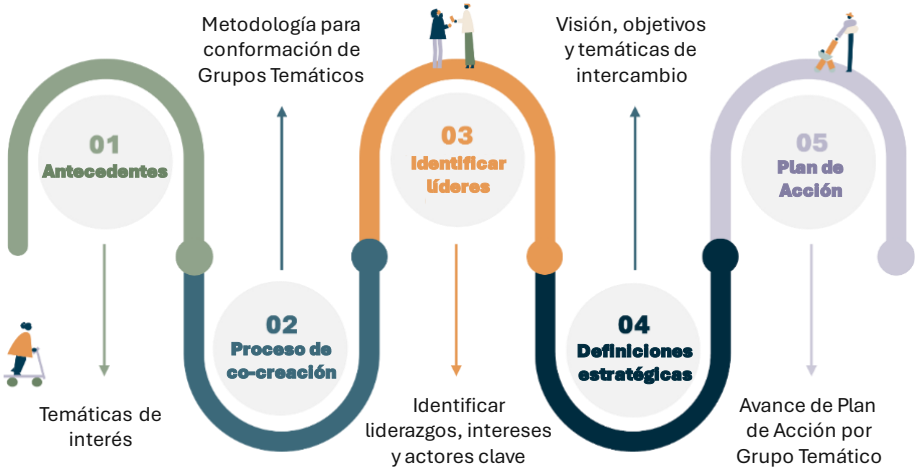 01
Antecedentes
Temáticas de
interés
Metodología para
conformación de
Grupos Temáticos
02
Proceso de
co-creación
03
Identificar
líderes
Identificar
liderazgos, intereses
y actores clave
Visión, objetivos
y temáticas de
intercambio
04
Definiciones
estratégicas
05
Plan de
Acción
Avance de Plan
de Acción por
Grupo Temático